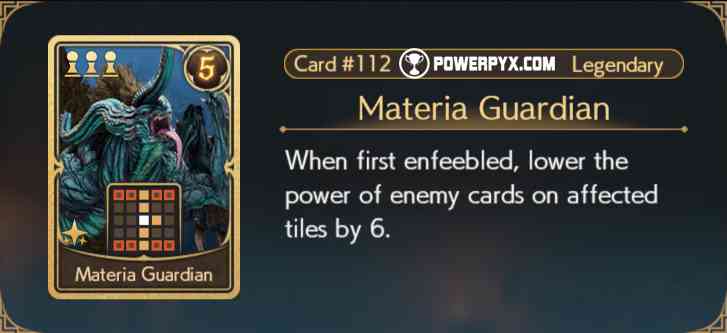 5
Materia Guardian
Card #112 POWERPYX.COM Legendary
Materia Guardian
When first enfeebled, lower the
power of enemy cards on affected
tiles by 6.